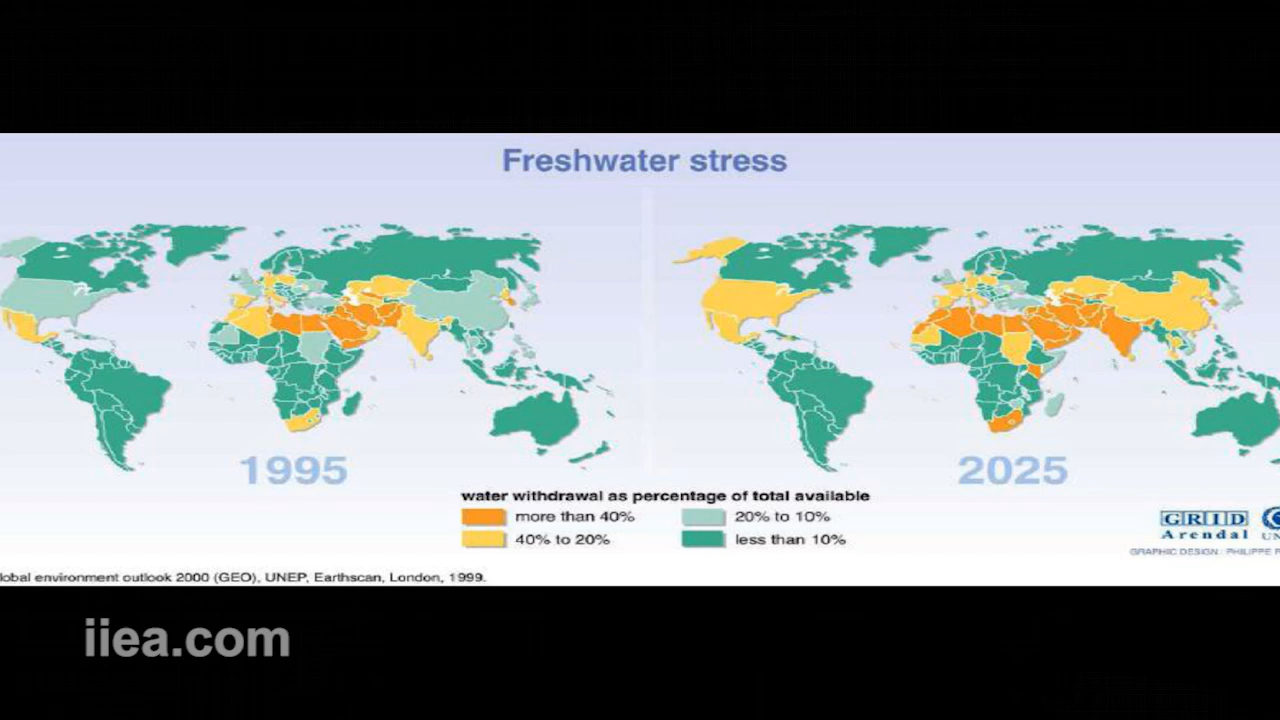 Freshwater stress
1995
2025
water withdrawal as percentage of total available
more than 40%
20% to 10%
40% to 20%
less than 10%
GRID
Arendal
GRAPHIC DESIGN : PHILIPPE
lobal environment outlook 2000 (GEO), UNEP, Earthscan, London, 1999.
iiea.com